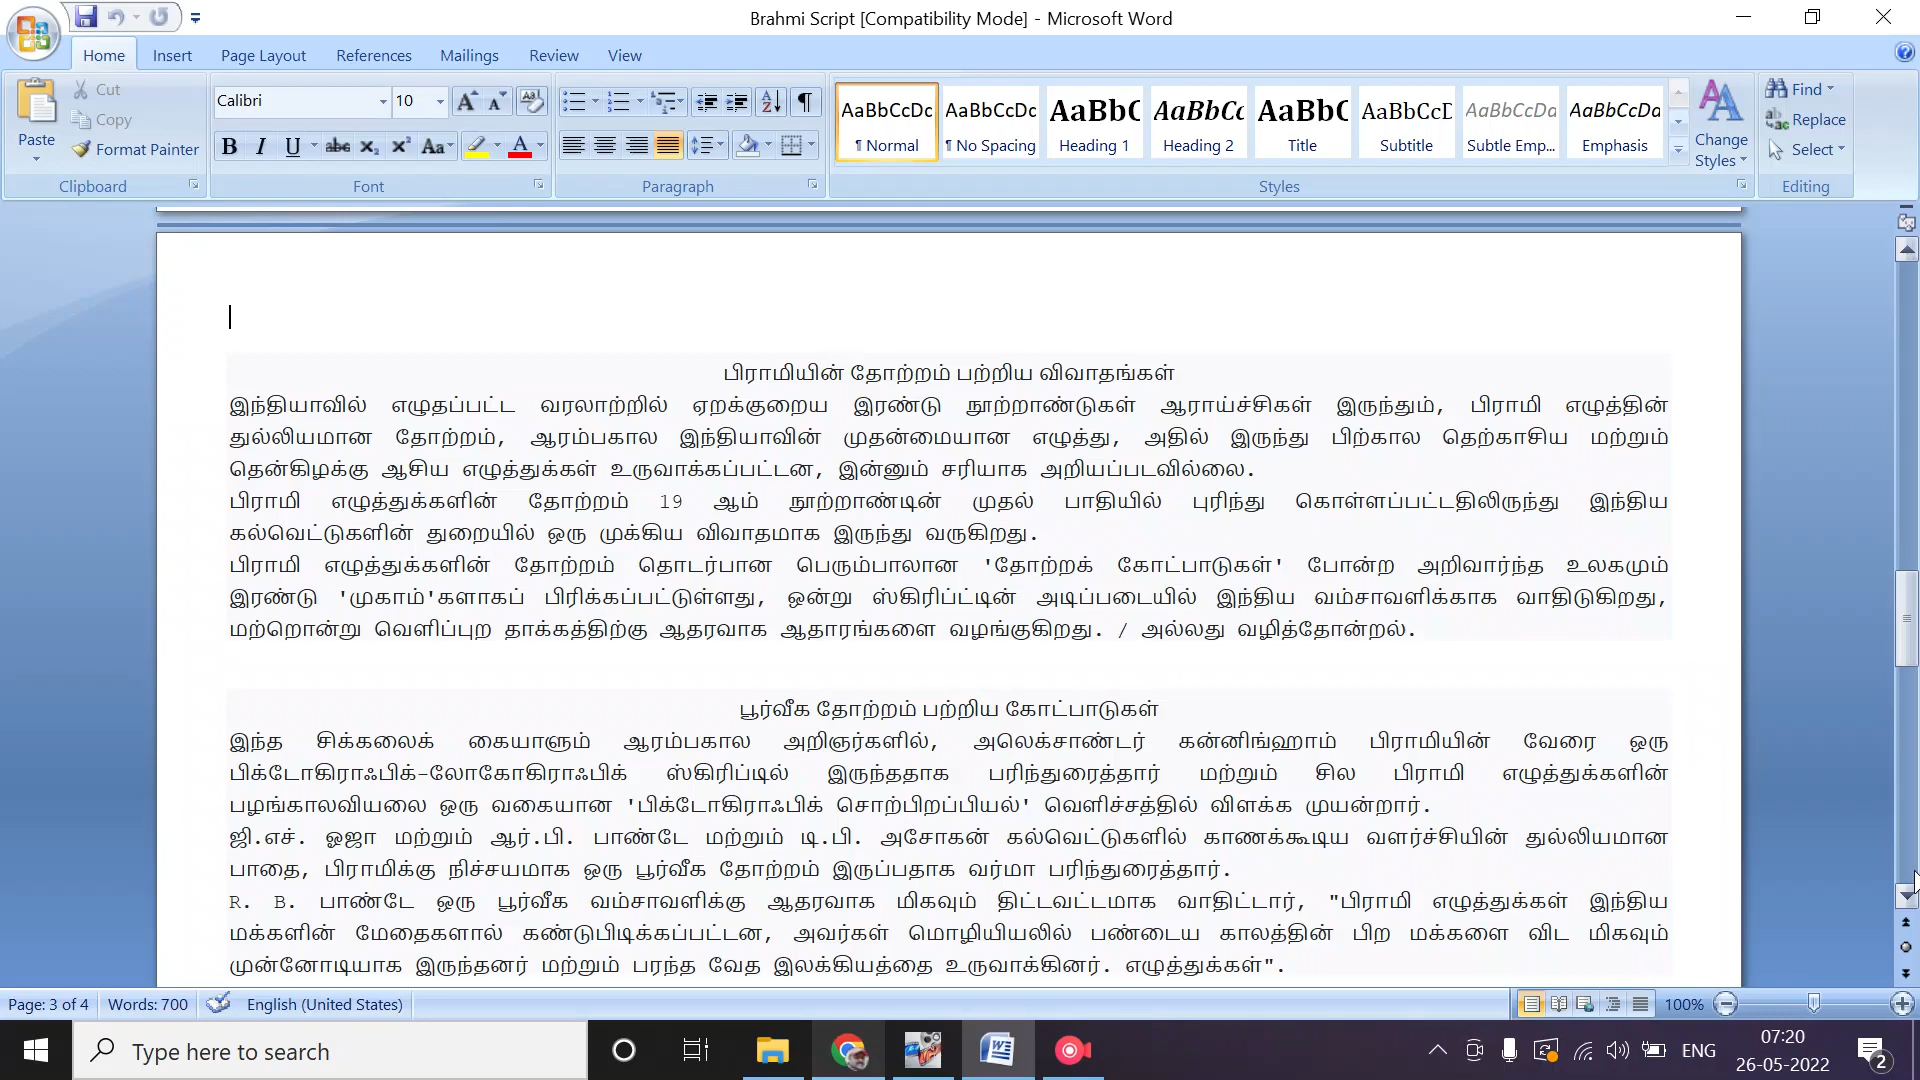 Brahmi Script [Compatibility Mode] - Microsoft Word
Home Insert Page Layout References Mailings Review View
Paste
Cut
Copy
Format Painter
Clipboard
Calibri 10
Font
Paragraph
AaBbCcDc AaBbCcDc AaBbC AaBbCc AaBbC AaBbCcD AaBbCcDa AaBbCcDa
¶ Normal ¶ No Spacing Heading 1 Heading 2 Title Subtitle Subtle Emp... Emphasis
Change Styles
Styles
Find
Replace
Select
Editing
பிராமியின் தோற்றம் பற்றிய விவாதங்கள்
இந்தியாவில் எழுதப்பட்ட வரலாற்றில் ஏறக்குறைய இரண்டு நூற்றாண்டுகள் ஆராய்ச்சிகள் இருந்தும், பிராமி எழுத்தின்
துல்லியமான தோற்றம், ஆரம்பகால இந்தியாவின் முதன்மையான எழுத்து, அதில் இருந்து பிற்கால தெற்காசிய மற்றும்
தென்கிழக்கு ஆசிய எழுத்துக்கள் உருவாக்கப்பட்டன, இன்னும் சரியாக அறியப்படவில்லை.
பிராமி எழுத்துக்களின் தோற்றம் 19 ஆம் நூற்றாண்டின் முதல் பாதியில் புரிந்து கொள்ளப்பட்டதிலிருந்து இந்திய
கல்வெட்டுகளின் துறையில் ஒரு முக்கிய விவாதமாக இருந்து வருகிறது.
பிராமி எழுத்துக்களின் தோற்றம் தொடர்பான பெரும்பாலான 'தோற்றக் கோட்பாடுகள்' போன்ற அறிவார்ந்த உலகமும்
இரண்டு 'முகாம்'களாகப் பிரிக்கப்பட்டுள்ளது, ஒன்று ஸ்கிரிப்ட்டின் அடிப்படையில் இந்திய வம்சாவளிக்காக வாதிடுகிறது,
மற்றொன்று வெளிப்புற தாக்கத்திற்கு ஆதரவாக ஆதாரங்களை வழங்குகிறது. / அல்லது வழித்தோன்றல்.
பூர்வீக தோற்றம் பற்றிய கோட்பாடுகள்
இந்த சிக்கலைக் கையாளும் ஆரம்பகால அறிஞர்களில், அலெக்சாண்டர் கன்னிங்ஹாம் பிராமியின் வேரை ஒரு
பிக்டோகிராஃபிக்-லோகோகிராஃபிக் ஸ்கிரிப்டில் இருந்ததாக பரிந்துரைத்தார் மற்றும் சில பிராமி எழுத்துக்களின்
பழங்காலவியலை ஒரு வகையான 'பிக்டோகிராஃபிக் சொற்பிறப்பியல்' வெளிச்சத்தில் விளக்க முயன்றார்.
ஜி.எச். ஓஜா மற்றும் ஆர்.பி. பாண்டே மற்றும் டி.பி. அசோகன் கல்வெட்டுகளில் காணக்கூடிய வளர்ச்சியின் துல்லியமான
பாதை, பிராமிக்கு நிச்சயமாக ஒரு பூர்வீக தோற்றம் இருப்பதாக வர்மா பரிந்துரைத்தார்.
R. B. பாண்டே ஒரு பூர்வீக வம்சாவளிக்கு ஆதரவாக மிகவும் திட்டவட்டமாக வாதிட்டார், "பிராமி எழுத்துக்கள் இந்திய
மக்களின் மேதைகளால் கண்டுபிடிக்கப்பட்டன, அவர்கள் மொழியியலில் பண்டைய காலத்தின் பிற மக்களை விட மிகவும்
முன்னோடியாக இருந்தனர் மற்றும் பரந்த வேத இலக்கியத்தை உருவாக்கினர். எழுத்துக்கள்".
Page: 3 of 4 Words: 700 English (United States) 100%
Type here to search
ENG
07:20
26-05-2022
2